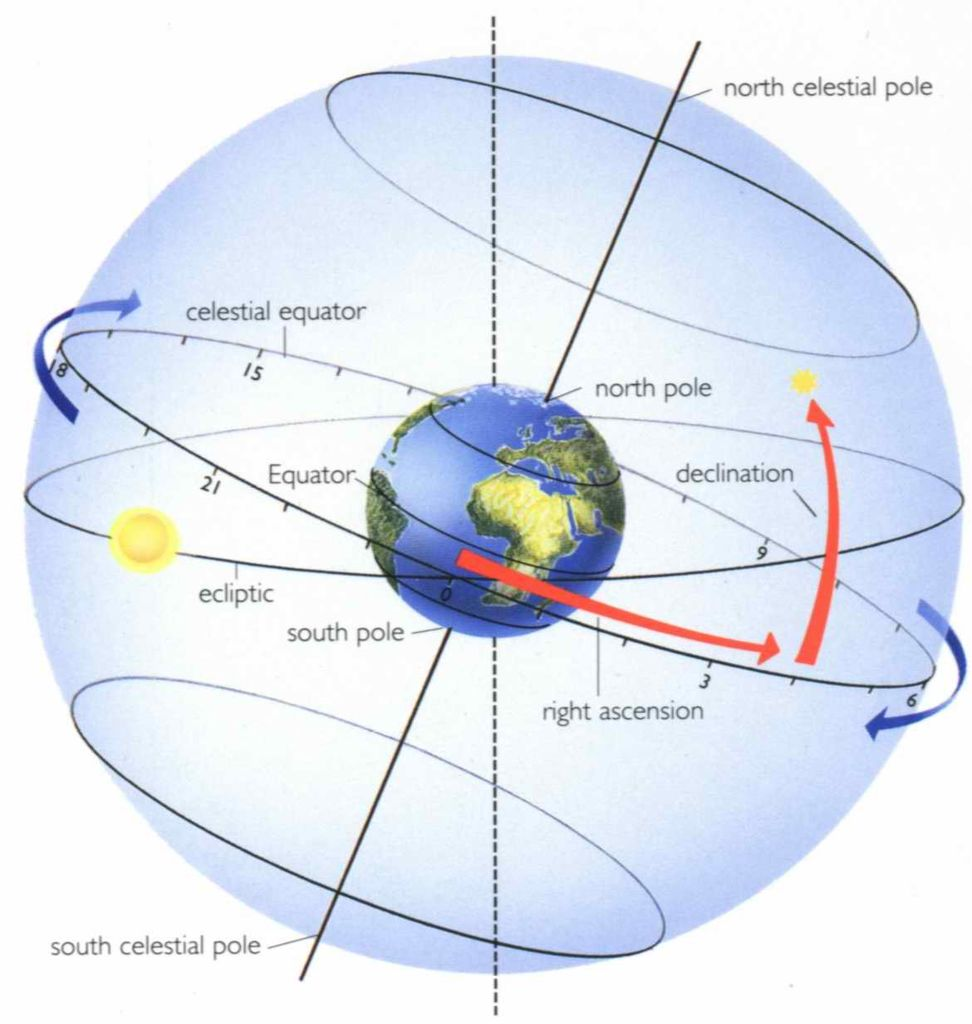 north celestial pole
celestial equator
18
15
north pole
21
Equator
declination
9
ecliptic
0
south pole
3
6
right ascension
south celestial pole